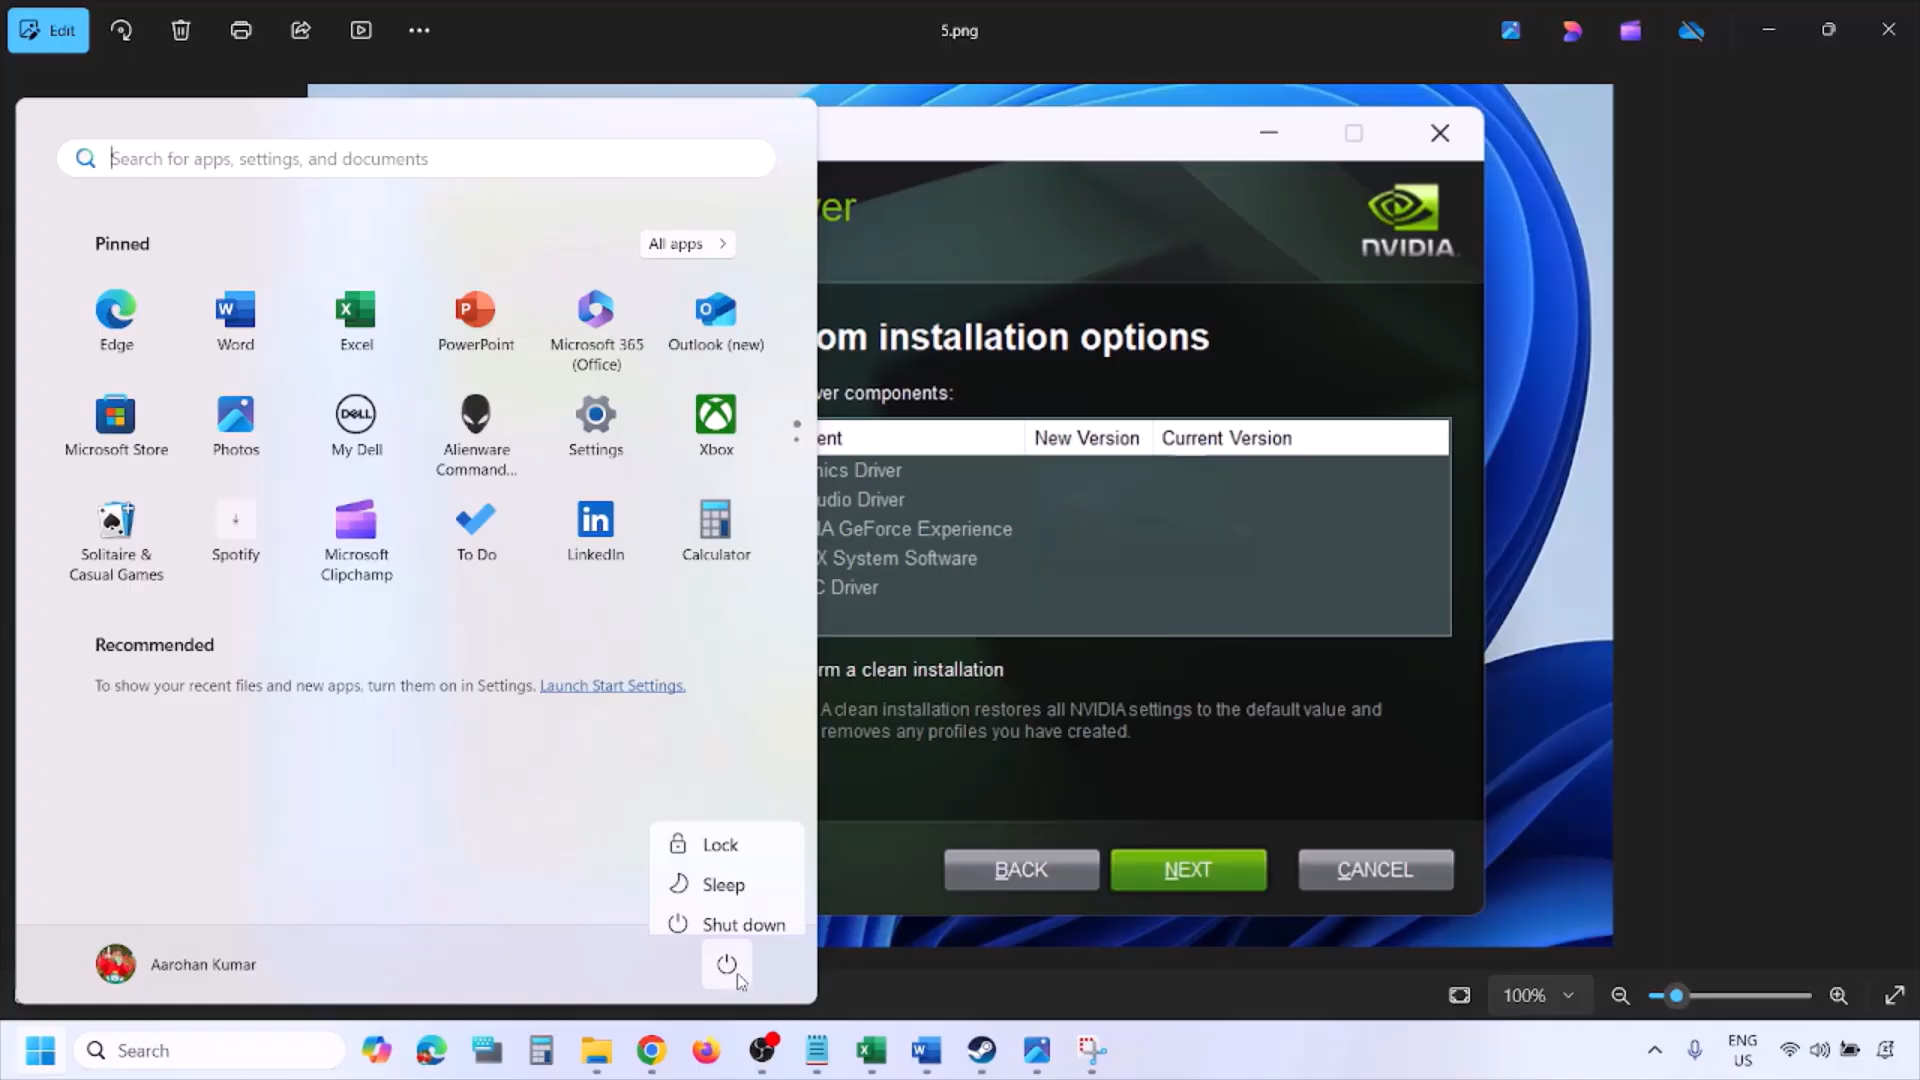 Edit
5.png
Search for apps, settings, and documents
Pinned
All apps
Edge
Word
Excel
PowerPoint
Microsoft 365
(Office)
Outlook (new)
Microsoft Store
Photos
DELL
My Dell
Alienware
Command...
Settings
Xbox
Solitaire &
Casual Games
Spotify
Microsoft
Clipchamp
To Do
LinkedIn
Calculator
Recommended
To show your recent files and new apps, turn them on in Settings. Launch Start Settings.
Lock
Sleep
Shut down
Aarohan Kumar
ver
NVIDIA
om installation options
ver components:
ent New Version Current Version
nics Driver
udio Driver
IA GeForce Experience
X System Software
C Driver
rm a clean installation
A clean installation restores all NVIDIA settings to the default value and
removes any profiles you have created.
BACK
NEXT
CANCEL
100%
Search
ENG
US